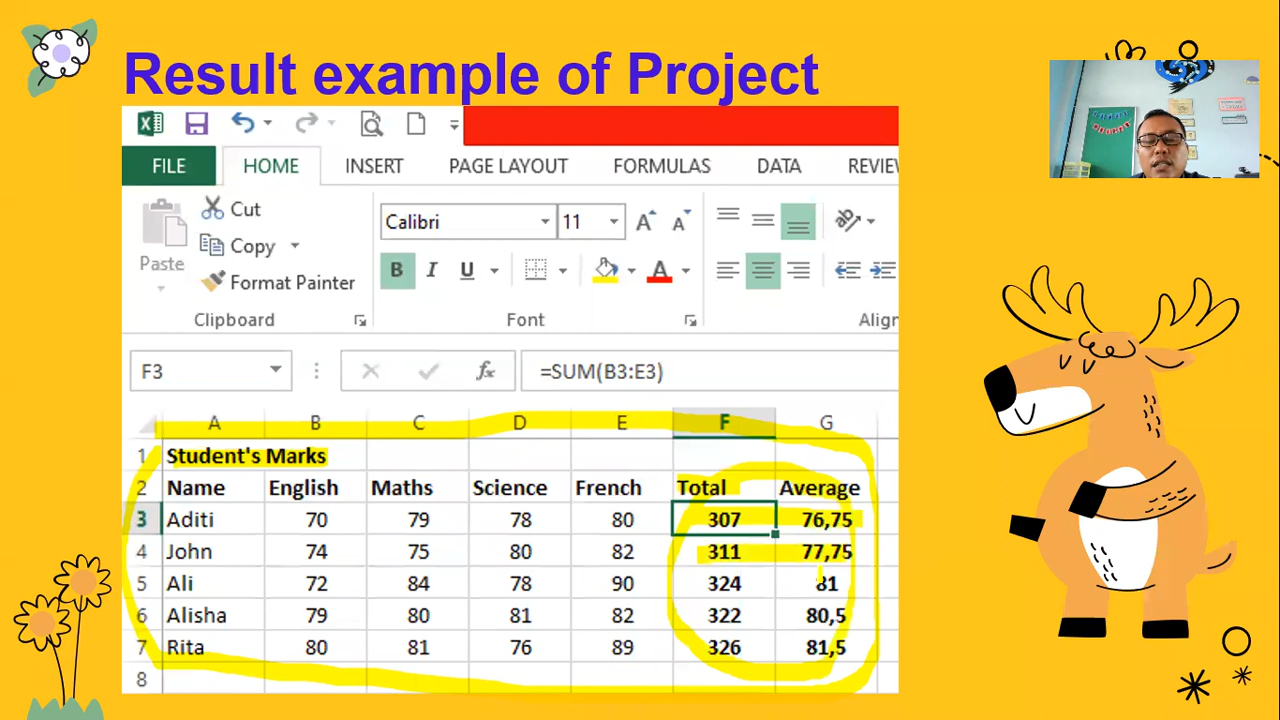 Result example of Project
FILE HOME INSERT PAGE LAYOUT FORMULAS DATA REVIEW
Paste
Cut
Copy
Format Painter
Clipboard
Calibri 11
B I U A
Font
Align
F3 fx =SUM(B3:E3)
A B C D E F G
1 Student's Marks
2 Name English Maths Science French Total Average
3 Aditi 70 79 78 80 307 76,75
4 John 74 75 80 82 311 77,75
5 Ali 72 84 78 90 324 81
6 Alisha 79 80 81 82 322 80,5
7 Rita 80 81 76 89 326 81,5
8